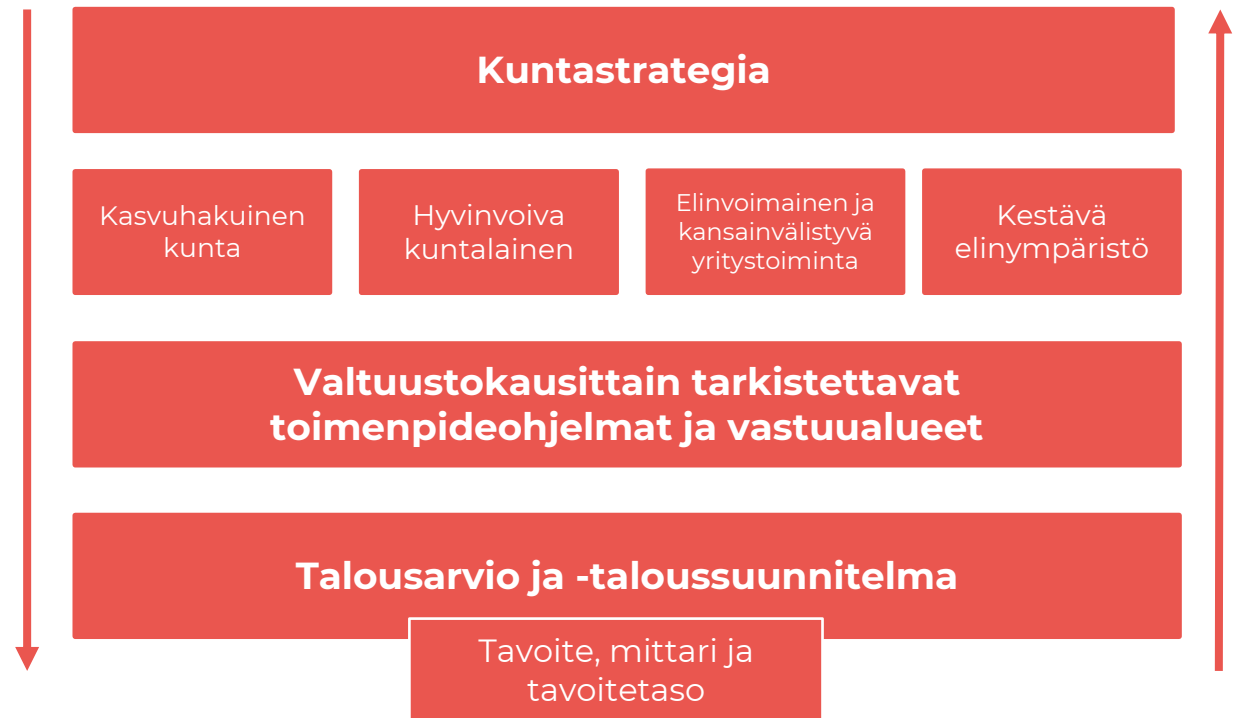 Kuntastrategia
Kasvuhakuinen
kunta
Hyvinvoiva
kuntalainen
Elinvoimainen ja
kansainvälistyvä
yritystoiminta
Kestävä
elinympäristö
Valtuustokausittain tarkistettavat
toimenpideohjelmat ja vastuualueet
Talousarvio ja -taloussuunnitelma
Tavoite, mittari ja
tavoitetaso